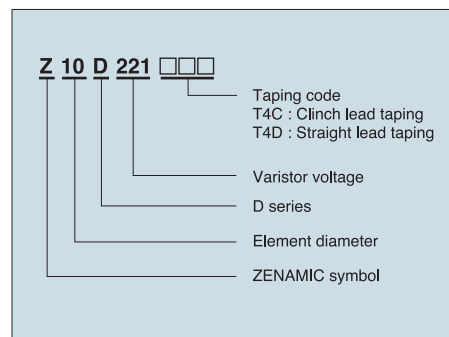 Z 10 D 221 □□□
Taping code
T4C : Clinch lead taping
T4D : Straight lead taping
Varistor voltage
D series
Element diameter
ZENAMIC symbol